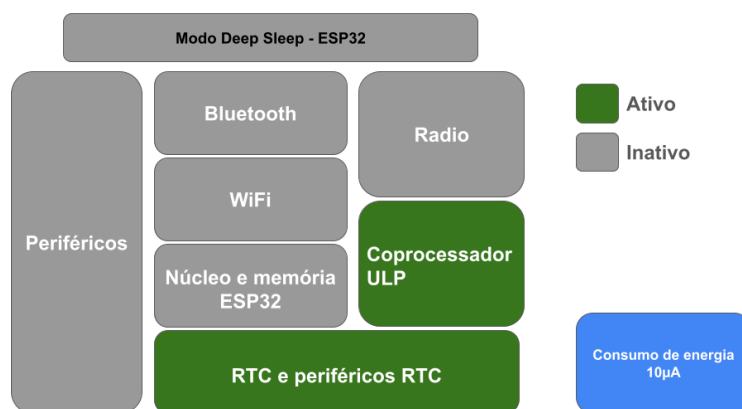 Modo Deep Sleep - ESP32
Periféricos
Bluetooth
WiFi
Núcleo e memória
ESP32
Radio
Coprocessador
ULP
RTC e periféricos RTC
Ativo
Inativo
Consumo de energia
10µA